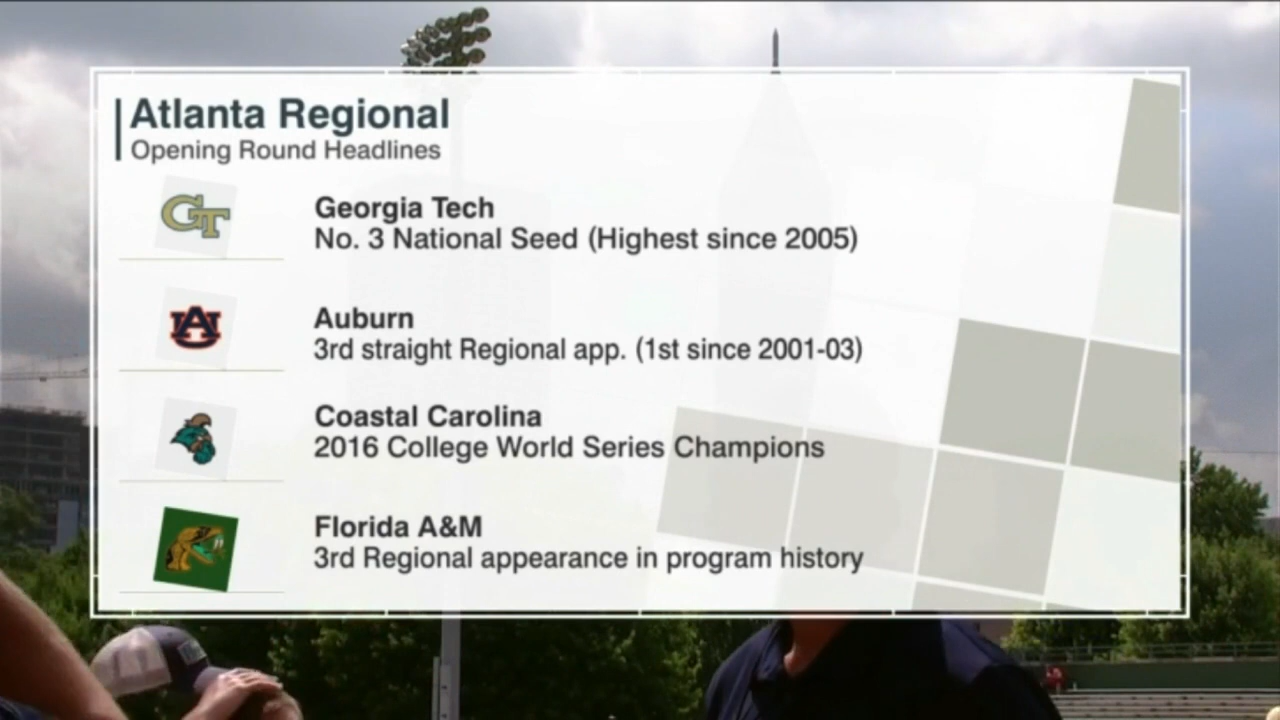 Atlanta Regional
Opening Round Headlines
GT
Georgia Tech
No. 3 National Seed (Highest since 2005)
AU
Auburn
3rd straight Regional app. (1st since 2001-03)
Coastal Carolina
2016 College World Series Champions
Florida A&M
3rd Regional appearance in program history